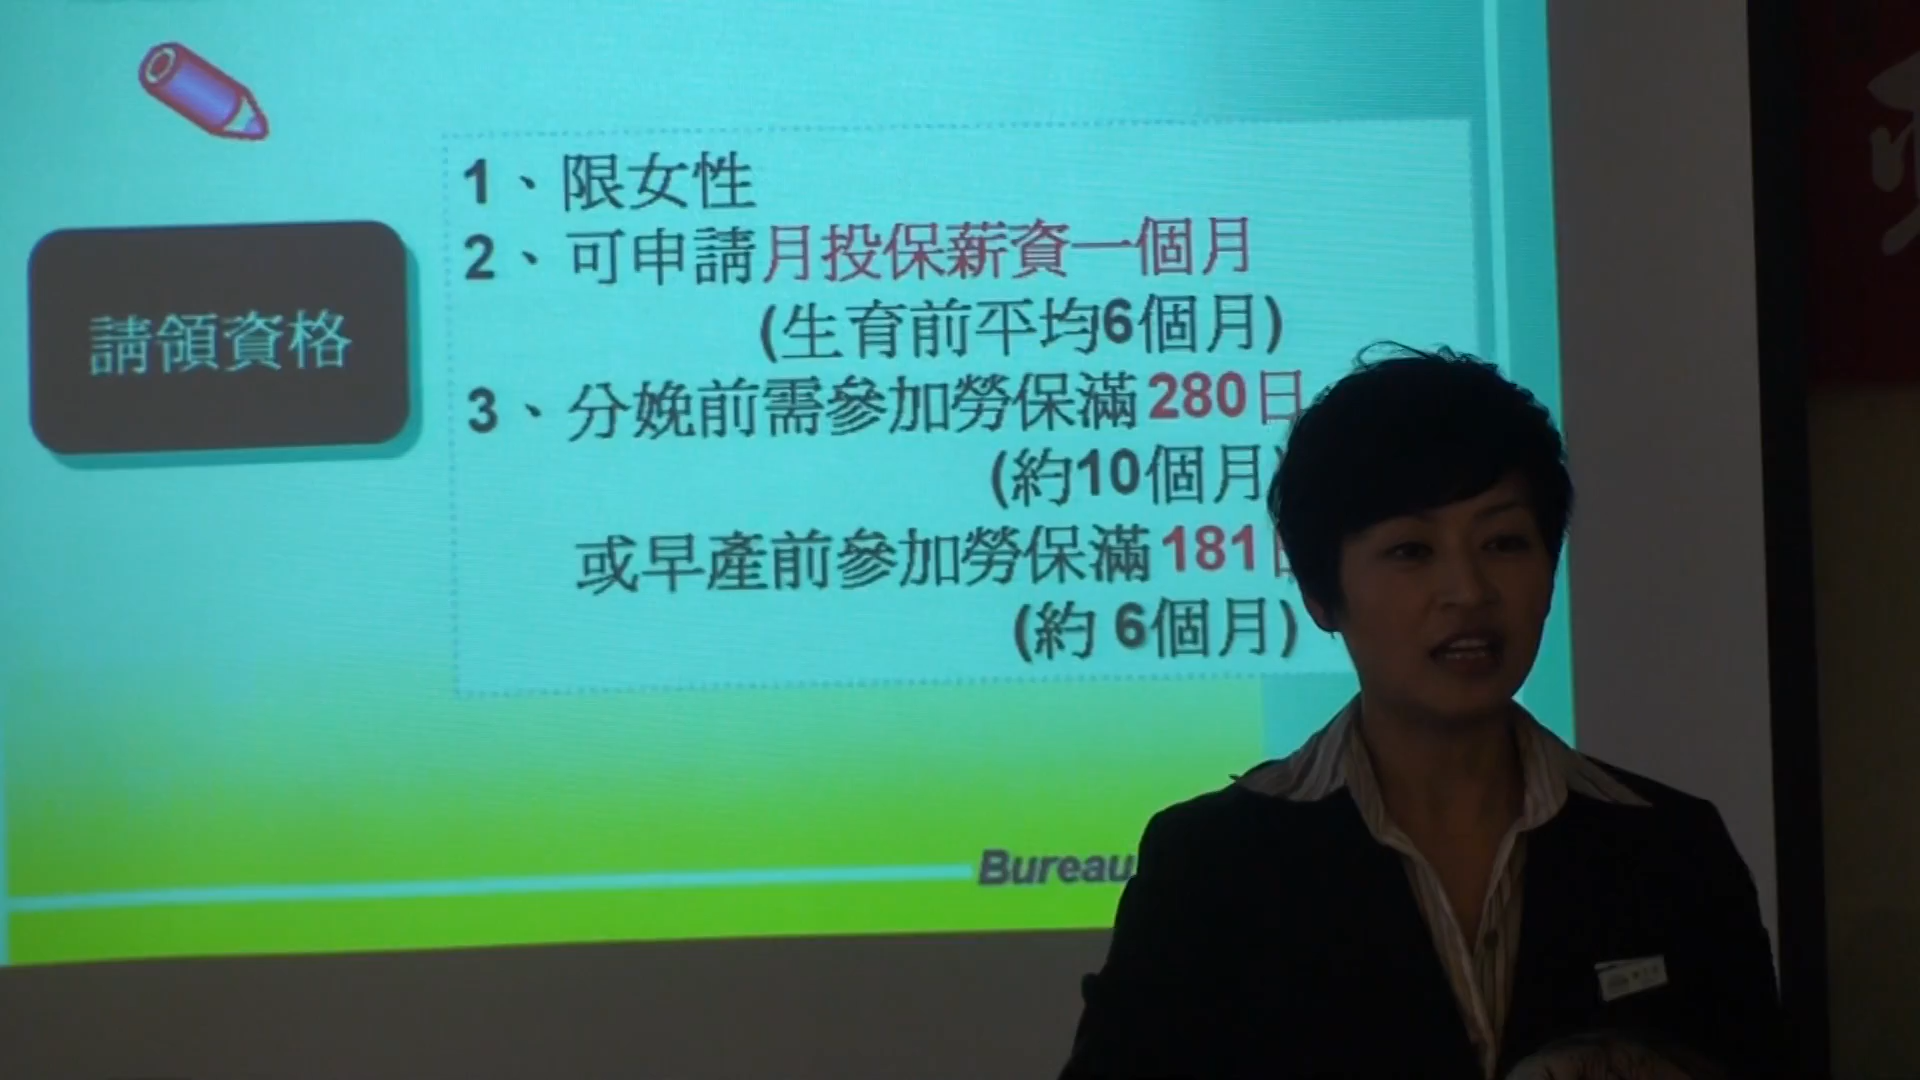 請領資格
1、限女性
2、可申請月投保薪資一個月
(生育前平均6個月)
3、分娩前需參加勞保滿280日
(約10個月)
或早產前參加勞保滿181日
(約 6個月)
Bureau